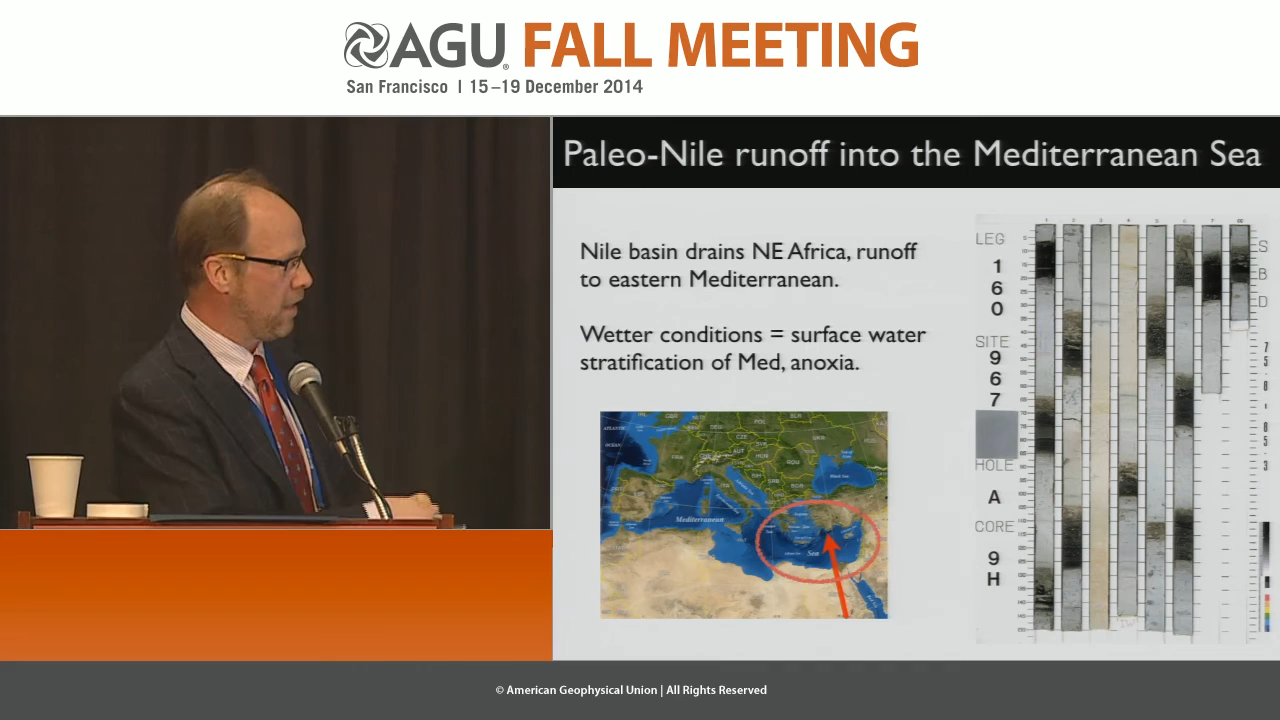 AGU FALL MEETING
San Francisco | 15–19 December 2014
Paleo-Nile runoff into the Mediterranean Sea
Nile basin drains NE Africa, runoff
to eastern Mediterranean.
Wetter conditions = surface water
stratification of Med, anoxia.
Mediterranean
Sea
Black Sea
LEG
1
6
0
SITE
9
6
7
HOLE
A
CORE
9
H
S
B
D
© American Geophysical Union | All Rights Reserved